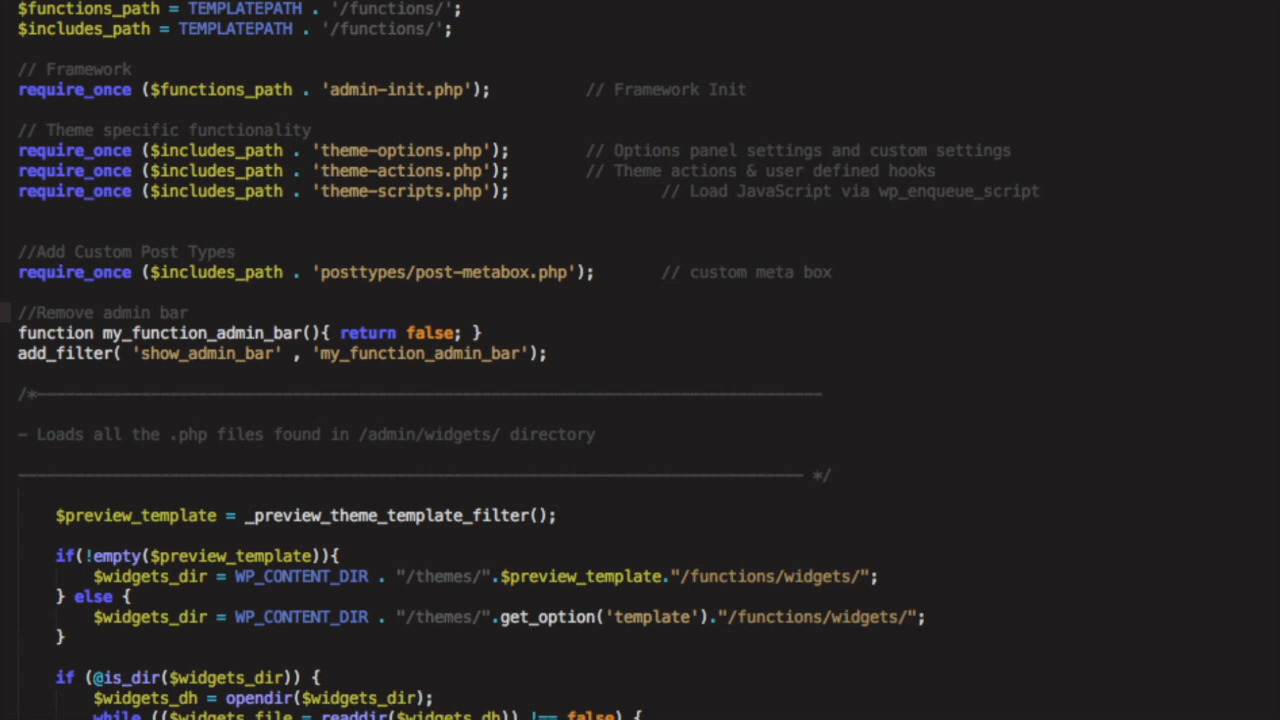 $functions_path = TEMPLATEPATH . '/functions/';
$includes_path = TEMPLATEPATH . '/functions/';
// Framework
require_once ($functions_path . 'admin-init.php'); // Framework Init
// Theme specific functionality
require_once ($includes_path . 'theme-options.php'); // Options panel settings and custom settings
require_once ($includes_path . 'theme-actions.php'); // Theme actions & user defined hooks
require_once ($includes_path . 'theme-scripts.php'); // Load JavaScript via wp_enqueue_script
//Add Custom Post Types
require_once ($includes_path . 'posttypes/post-metabox.php'); // custom meta box
//Remove admin bar
function my_function_admin_bar(){ return false; }
add_filter( 'show_admin_bar' , 'my_function_admin_bar');
/*-----------------------------------------------------------------------------------
- Loads all the .php files found in /admin/widgets/ directory
----------------------------------------------------------------------------------- */
$preview_template = _preview_theme_template_filter();
if(!empty($preview_template)){
$widgets_dir = WP_CONTENT_DIR . "/themes/".$preview_template."/functions/widgets/";
} else {
$widgets_dir = WP_CONTENT_DIR . "/themes/".get_option('template')."/functions/widgets/";
}
if (@is_dir($widgets_dir)) {
$widgets_dh = opendir($widgets_dir);
while (($widgets_file = readdir($widgets_dh)) !== false) {